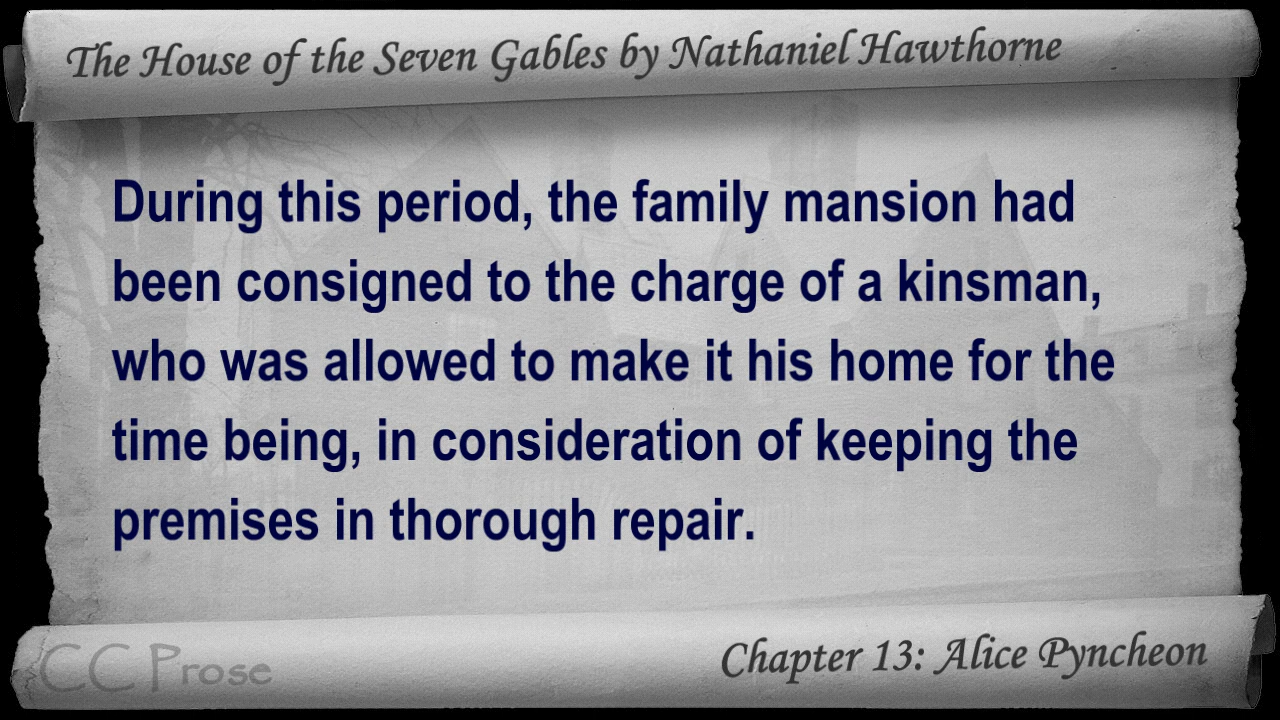 The House of the Seven Gables by Nathaniel Hawthorne
During this period, the family mansion had
been consigned to the charge of a kinsman,
who was allowed to make it his home for the
time being, in consideration of keeping the
premises in thorough repair.
CC Prose
Chapter 13: Alice Pyncheon